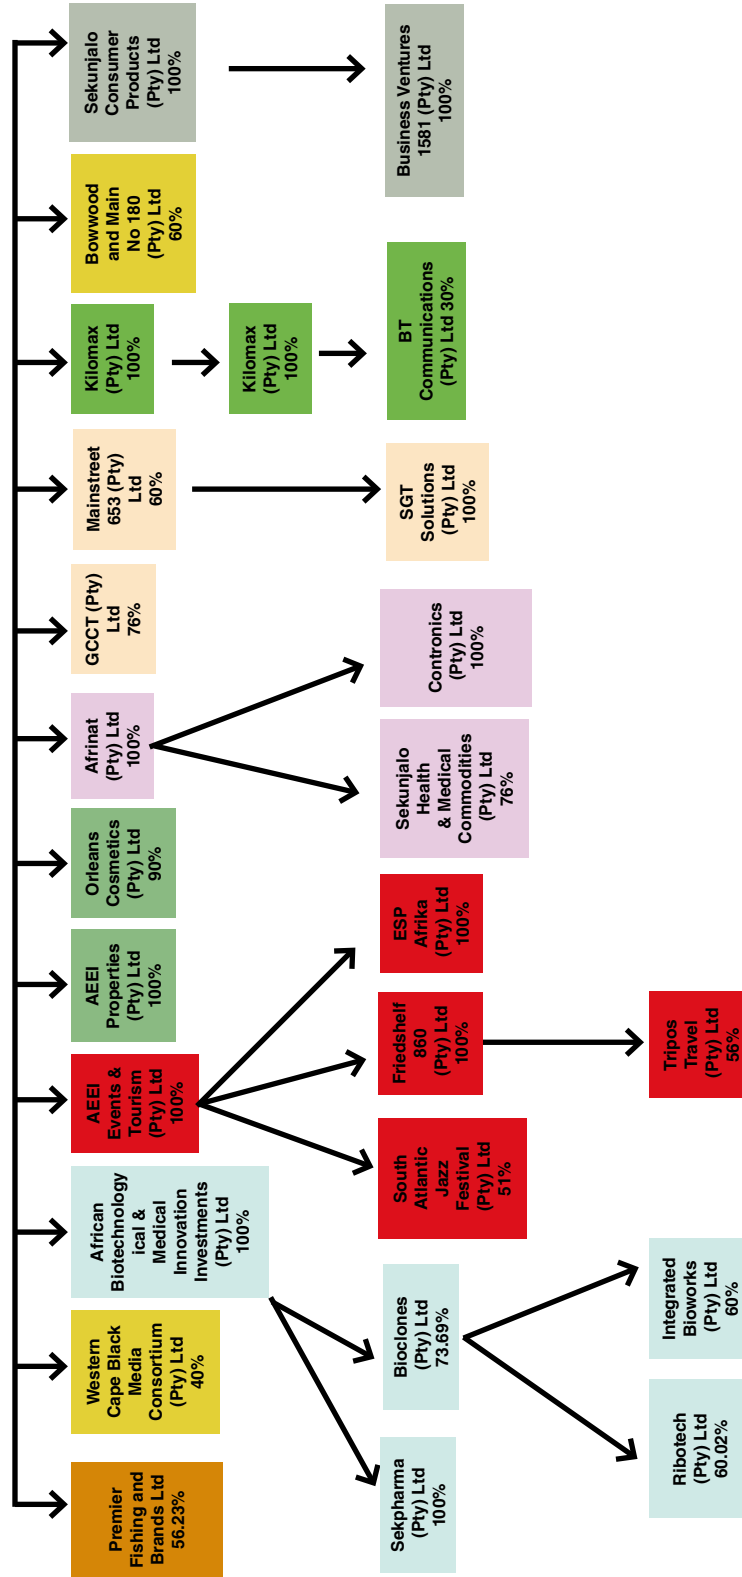 Premier
Fishing and
Brands Ltd
56.23%
Western
Cape Black
Media
Consortium
(Pty) Ltd
40%
African
Biotechnology
ical &
Medical
Innovation
Investments
(Pty) Ltd
100%
AEEI
Events &
Tourism
(Pty) Ltd
100%
AEEI
Properties
(Pty) Ltd
100%
Orleans
Cosmetics
(Pty) Ltd
90%
Afrinat
(Pty) Ltd
100%
GCCT (Pty)
Ltd
76%
Mainstreet
653 (Pty)
Ltd
60%
Kilomax
(Pty) Ltd
100%
Bowwood
and Main
No 180
(Pty) Ltd
60%
Sekunjalo
Consumer
Products
(Pty) Ltd
100%
Kilomax
(Pty) Ltd
100%
Sekpharma
(Pty) Ltd
100%
Bioclones
(Pty) Ltd
73.69%
South
Atlantic
Jazz
Festival
(Pty) Ltd
51%
Friedshelf
860
(Pty) Ltd
100%
ESP
Afrika
(Pty) Ltd
100%
Sekunjalo
Health
& Medical
Commodities
(Pty) Ltd
76%
Contronics
(Pty) Ltd
100%
SGT
Solutions
(Pty) Ltd
100%
BT
Communications
(Pty) Ltd 30%
Business Ventures
1581 (Pty) Ltd
100%
Ribotech
(Pty) Ltd
60.02%
Integrated
Bioworks
(Pty) Ltd
60%
Tripos
Travel
(Pty) Ltd
56%